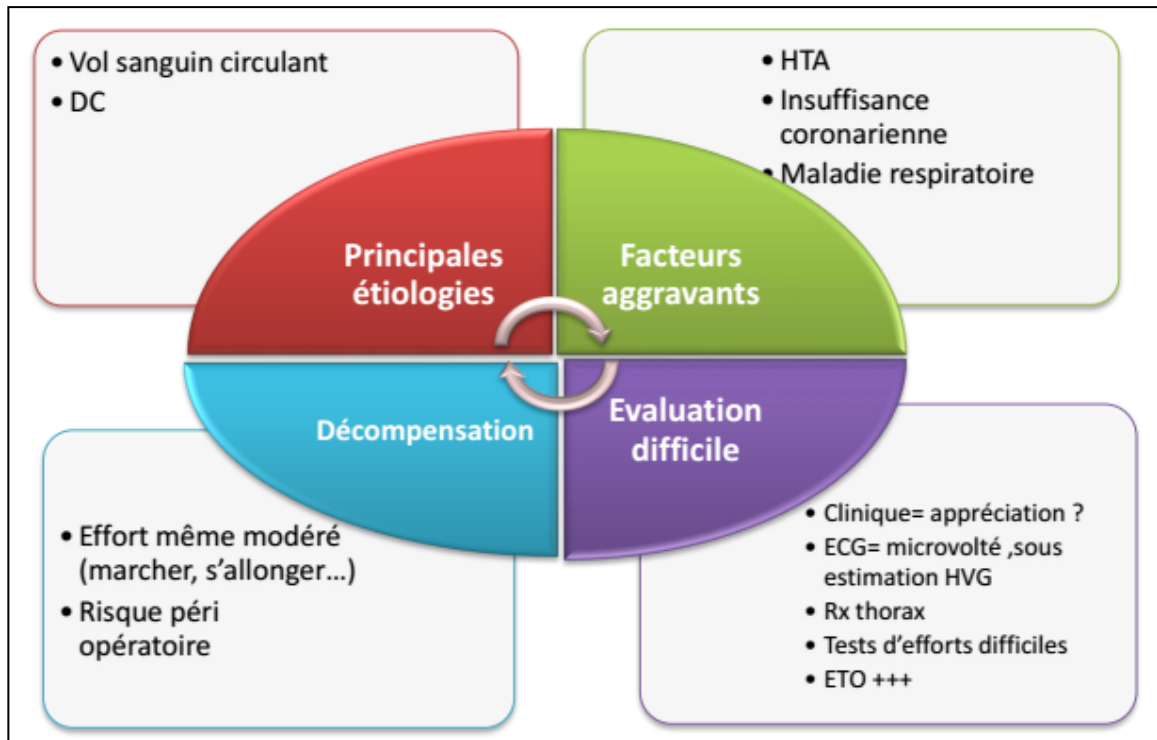 • Vol sanguin circulant
• DC
• HTA
• Insuffisance
coronarienne
• Maladie respiratoire
Principales
étiologies
Facteurs
aggravants
Décompensation
Evaluation
difficile
• Effort même modéré
(marcher, s’allonger…)
• Risque péri
opératoire
• Clinique= appréciation ?
• ECG= microvolté ,sous
estimation HVG
• Rx thorax
• Tests d’efforts difficiles
• ETO +++